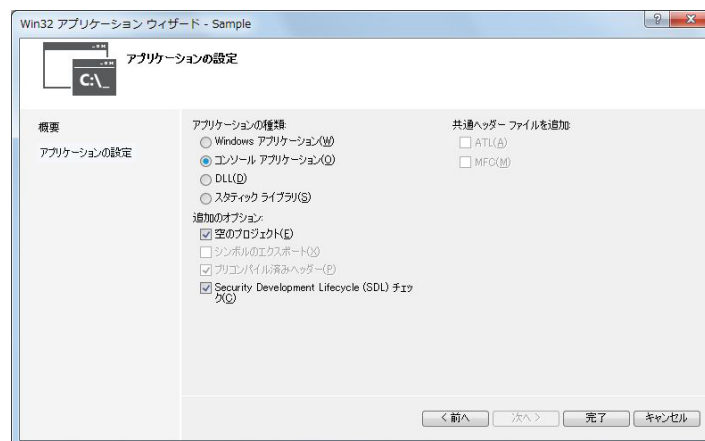 Win32 アプリケーション ウィザード - Sample
アプリケーションの設定
C:\_
概要
アプリケーションの設定
アプリケーションの種類:
Windows アプリケーション(W)
コンソール アプリケーション(O)
DLL(D)
スタティック ライブラリ(S)
追加のオプション:
空のプロジェクト(E)
シンボルのエクスポート(X)
プリコンパイル済みヘッダー(P)
Security Development Lifecycle (SDL) チェッ
ク(C)
共通ヘッダー ファイルを追加:
ATL(A)
MFC(M)
< 前へ
次へ >
完了
キャンセル